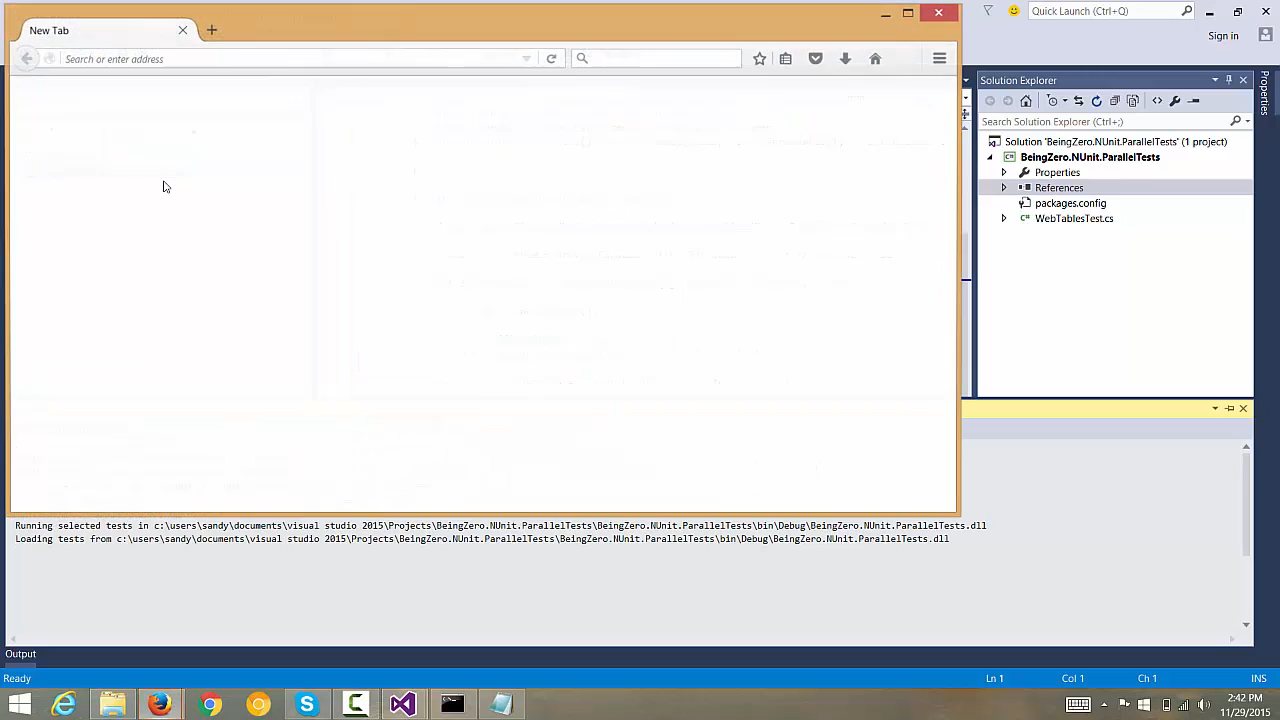 New Tab
Quick Launch (Ctrl+Q)
Sign in
Search or enter address
Solution Explorer
Properties
Search Solution Explorer (Ctrl+;)
Solution 'BeingZero.NUnit.ParallelTests' (1 project)
BeingZero.NUnit.ParallelTests
Properties
References
packages.config
WebTablesTest.cs
Running selected tests in c:\users\sandy\documents\visual studio 2015\Projects\BeingZero.NUnit.ParallelTests\BeingZero.NUnit.ParallelTests\bin\Debug\BeingZero.NUnit.ParallelTests.dll
Loading tests from c:\users\sandy\documents\visual studio 2015\Projects\BeingZero.NUnit.ParallelTests\BeingZero.NUnit.ParallelTests\bin\Debug\BeingZero.NUnit.ParallelTests.dll
Output
Ready
Ln 1
Col 1
Ch 1
INS
2:42 PM
11/29/2015